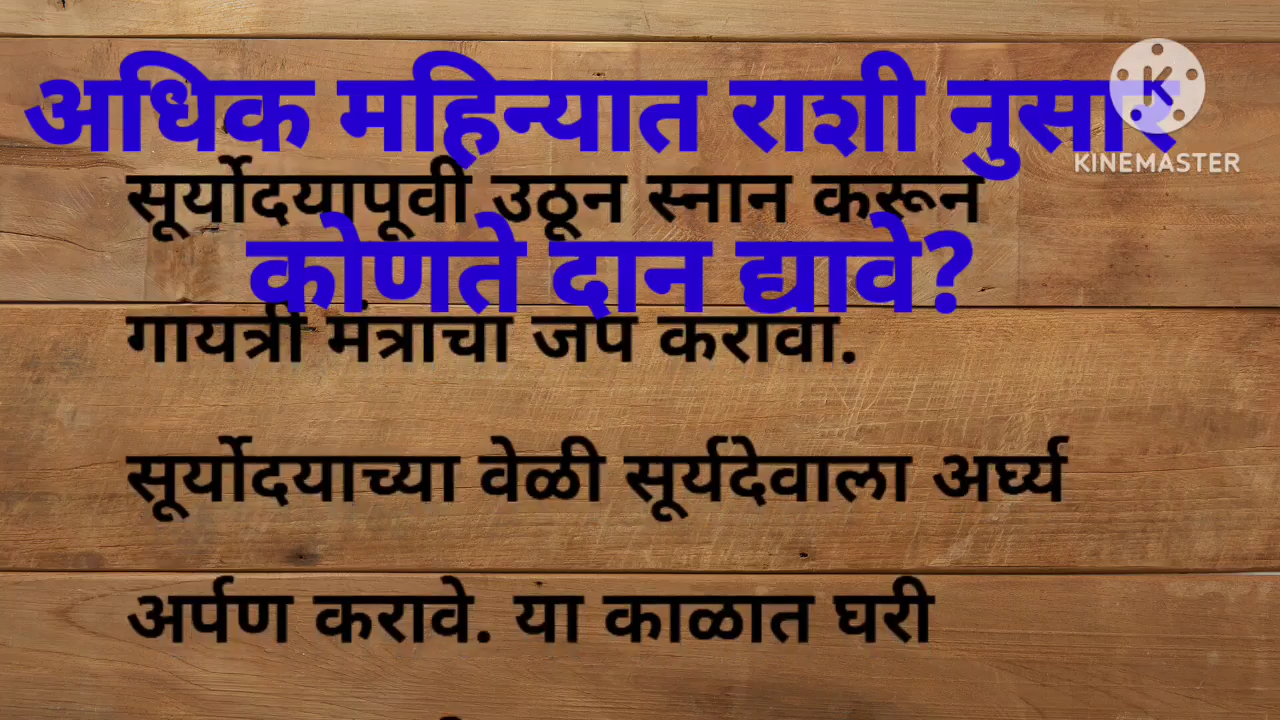 अधिक महिन्यात राशी नुसार
KINEMASTER
सूर्योदयापूर्वी उठून स्नान करून
कोणते दान द्यावे?
गायत्री मंत्राचा जप करावा.
सूर्योदयाच्या वेळी सूर्यदेवाला अर्घ्य
अर्पण करावे. या काळात घरी